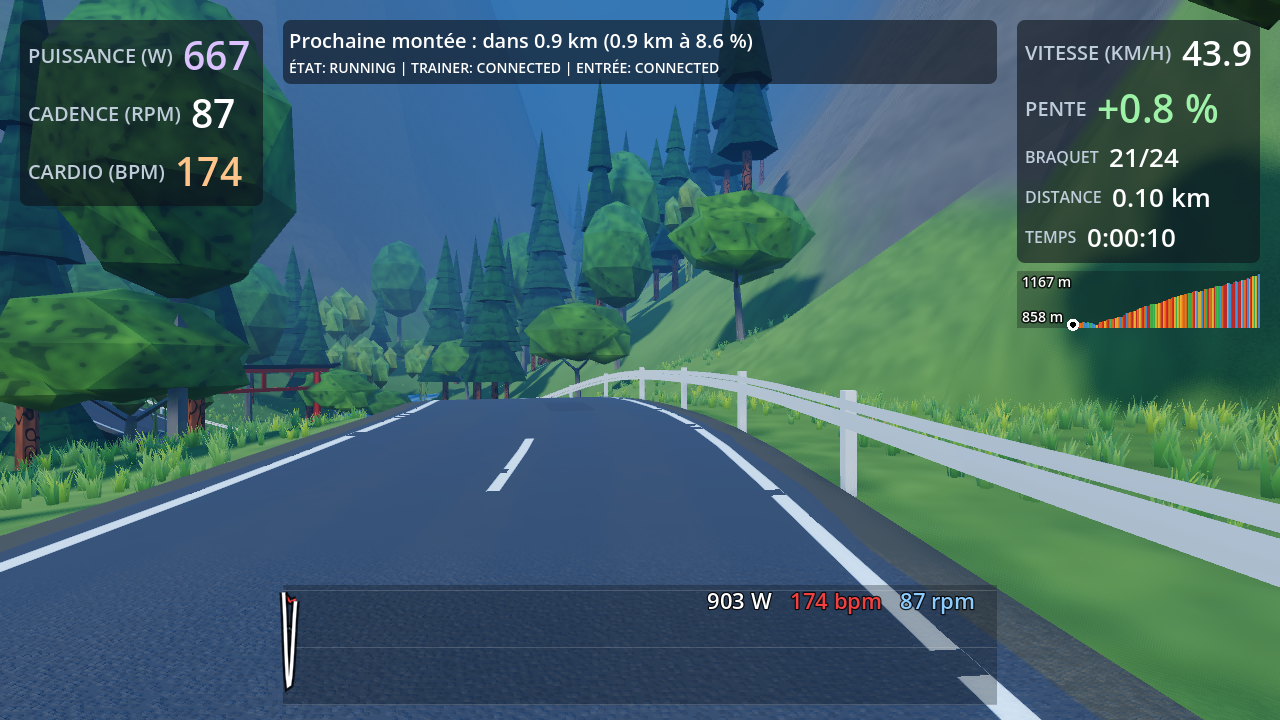 PUISSANCE (W) 667
CADENCE (RPM) 87
CARDIO (BPM) 174
Prochaine montée : dans 0.9 km (0.9 km à 8.6 %)
ÉTAT: RUNNING | TRAINER: CONNECTED | ENTRÉE: CONNECTED
VITESSE (KM/H) 43.9
PENTE +0.8 %
BRAQUET 21/24
DISTANCE 0.10 km
TEMPS 0:00:10
1167 m
858 m
903 W 174 bpm 87 rpm